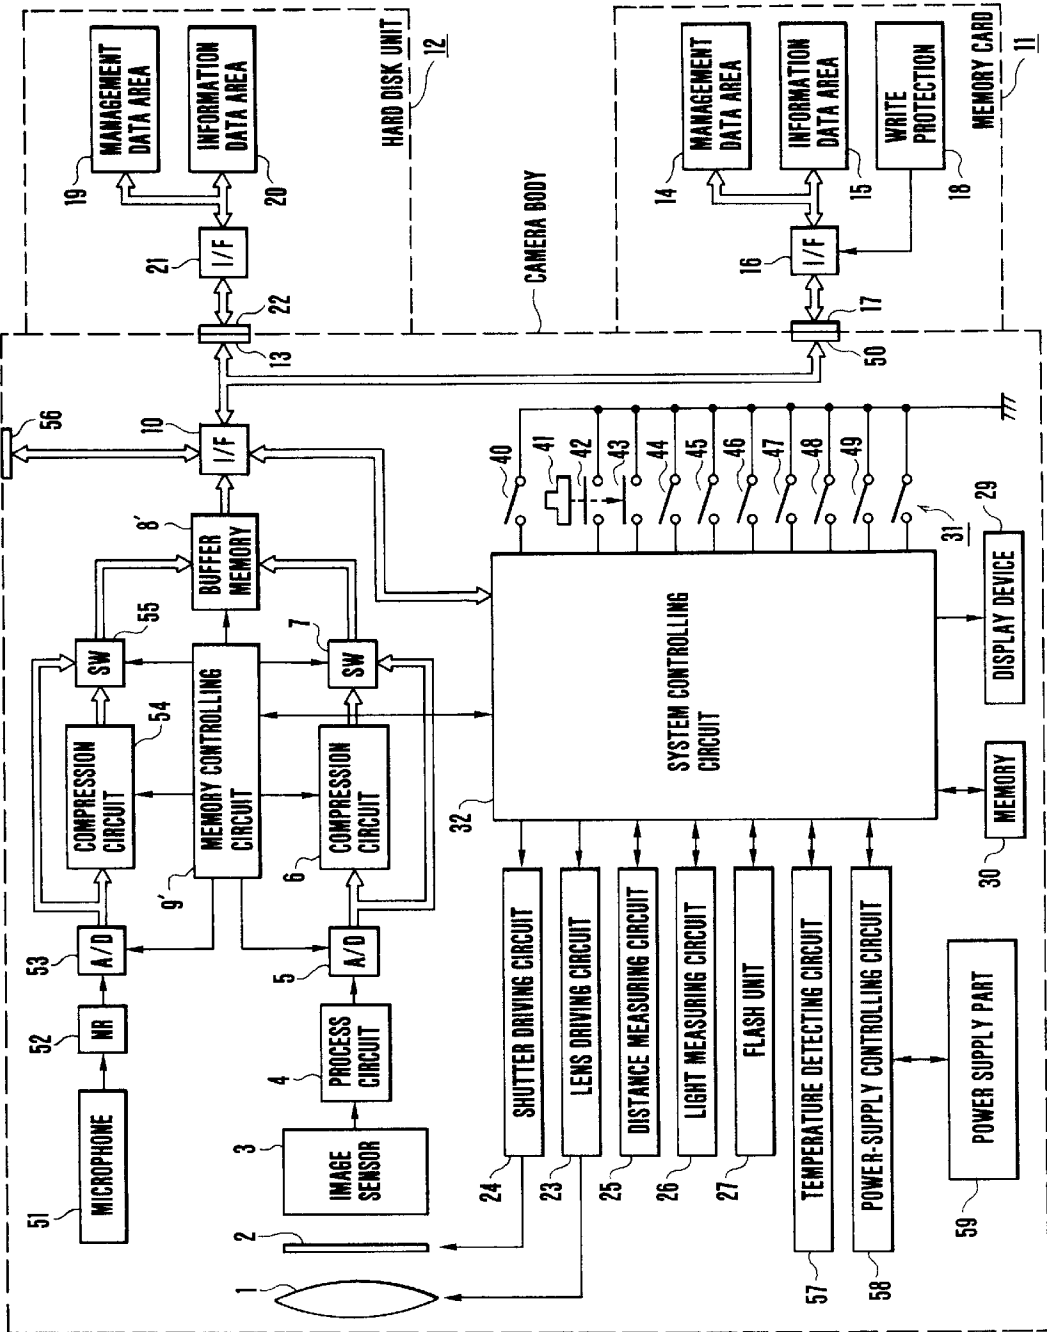 MICROPHONE
51
NR
52
A/D
53
COMPRESSION
CIRCUIT
54
SW
55
56
MEMORY CONTROLLING
CIRCUIT
9'
BUFFER
MEMORY
8'
I/F
10
1
2
IMAGE
SENSOR
3
PROCESS
CIRCUIT
4
A/D
5
COMPRESSION
CIRCUIT
6
SW
7
13
22
I/F
21
MANAGEMENT
DATA AREA
19
INFORMATION
DATA AREA
20
HARD DISK UNIT
12
CAMERA BODY
50
17
I/F
16
MANAGEMENT
DATA AREA
14
INFORMATION
DATA AREA
15
WRITE
PROTECTION
18
MEMORY CARD
11
SHUTTER DRIVING CIRCUIT
24
LENS DRIVING CIRCUIT
23
DISTANCE MEASURING CIRCUIT
25
LIGHT MEASURING CIRCUIT
26
FLASH UNIT
27
TEMPERATURE DETECTING CIRCUIT
57
POWER-SUPPLY CONTROLLING CIRCUIT
58
POWER SUPPLY PART
59
SYSTEM CONTROLLING
CIRCUIT
32
40
41
42
43
44
45
46
47
48
49
31
MEMORY
30
DISPLAY DEVICE
29